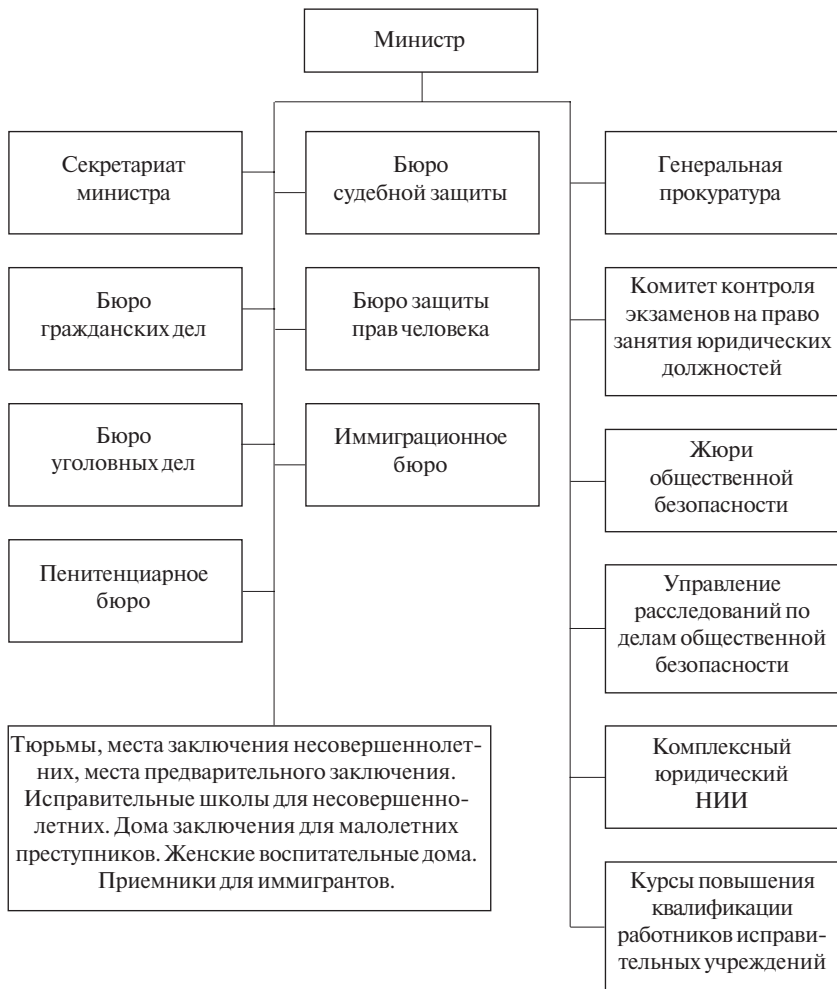 Министр
Секретариат
министра
Бюро
судебной защиты
Генеральная
прокуратура
Бюро
гражданских дел
Бюро защиты
прав человека
Комитет контроля
экзаменов на право
занятия юридических
должностей
Бюро
уголовных дел
Иммиграционное
бюро
Жюри
общественной
безопасности
Пенитенциарное
бюро
Управление
расследований по
делам общественной
безопасности
Тюрьмы, места заключения несовершеннолет-
них, места предварительного заключения.
Исправительные школы для несовершенно-
летних. Дома заключения для малолетних
преступников. Женские воспитательные дома.
Приемники для иммигрантов.
Комплексный
юридический
НИИ
Курсы повышения
квалификации
работников исправи-
тельных учреждений